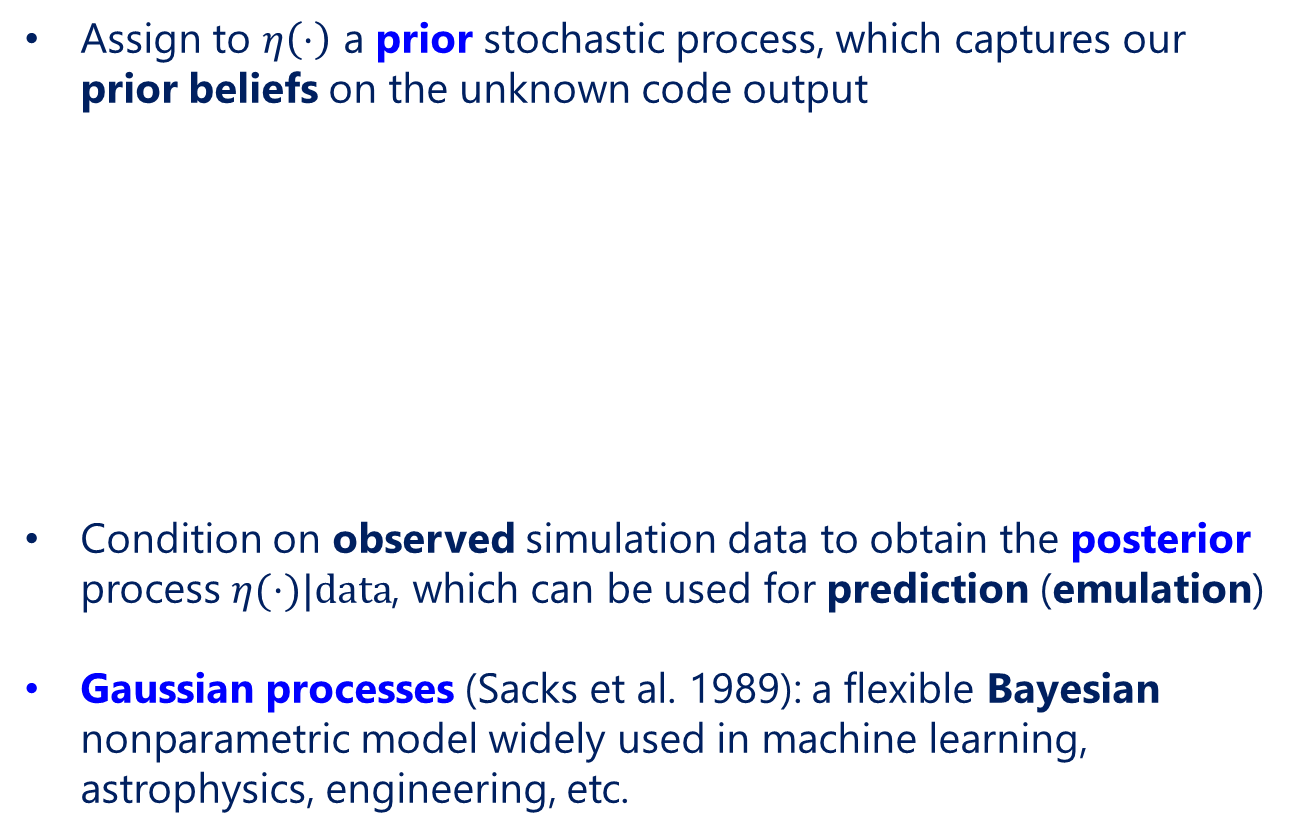 • Assign to η(·) a prior stochastic process, which captures our
prior beliefs on the unknown code output
• Condition on observed simulation data to obtain the posterior
process η(·)|data, which can be used for prediction (emulation)
• Gaussian processes (Sacks et al. 1989): a flexible Bayesian
nonparametric model widely used in machine learning,
astrophysics, engineering, etc.